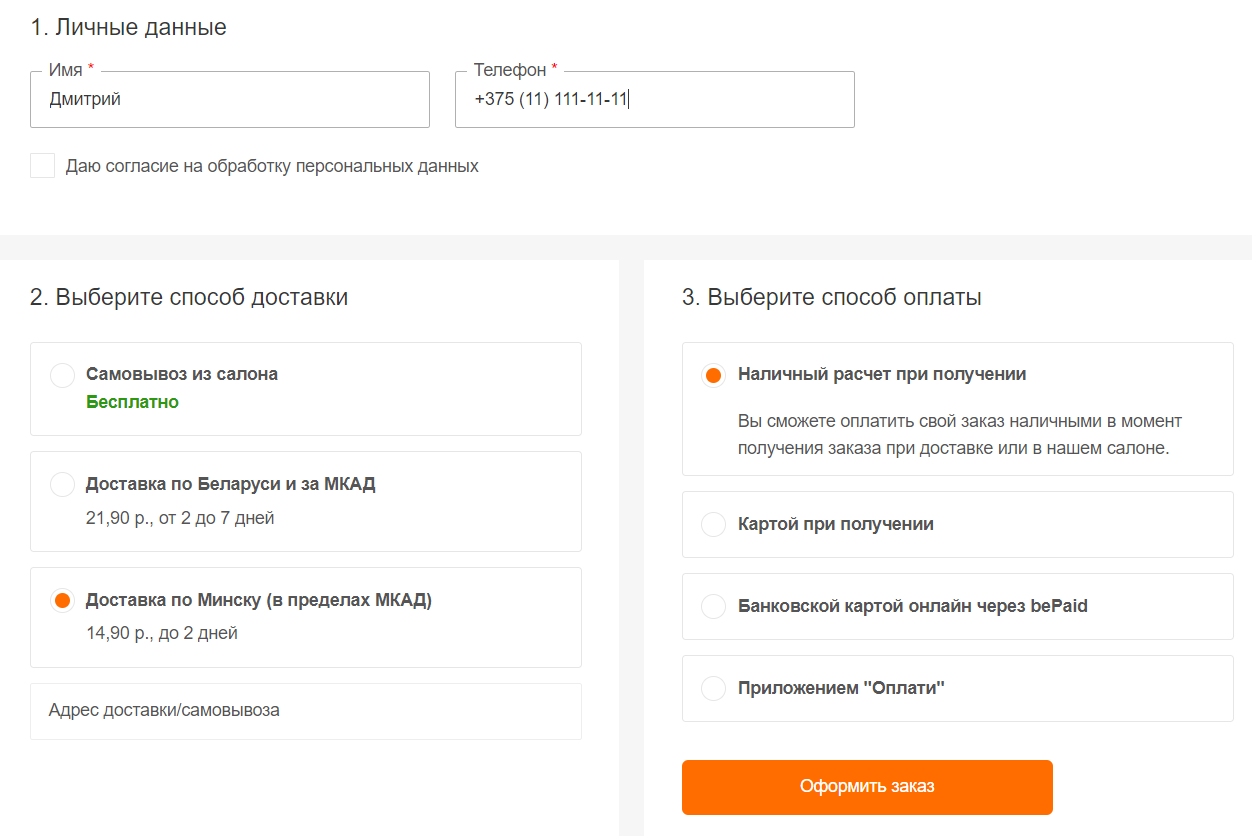 1. Личные данные
Имя *
Дмитрий
Телефон *
+375 (11) 111-11-11
Даю согласие на обработку персональных данных
2. Выберите способ доставки
Самовывоз из салона
Бесплатно
Доставка по Беларуси и за МКАД
21,90 р., от 2 до 7 дней
Доставка по Минску (в пределах МКАД)
14,90 р., до 2 дней
Адрес доставки/самовывоза
3. Выберите способ оплаты
Наличный расчет при получении
Вы сможете оплатить свой заказ наличными в момент
получения заказа при доставке или в нашем салоне.
Картой при получении
Банковской картой онлайн через bePaid
Приложением "Оплати"
Оформить заказ